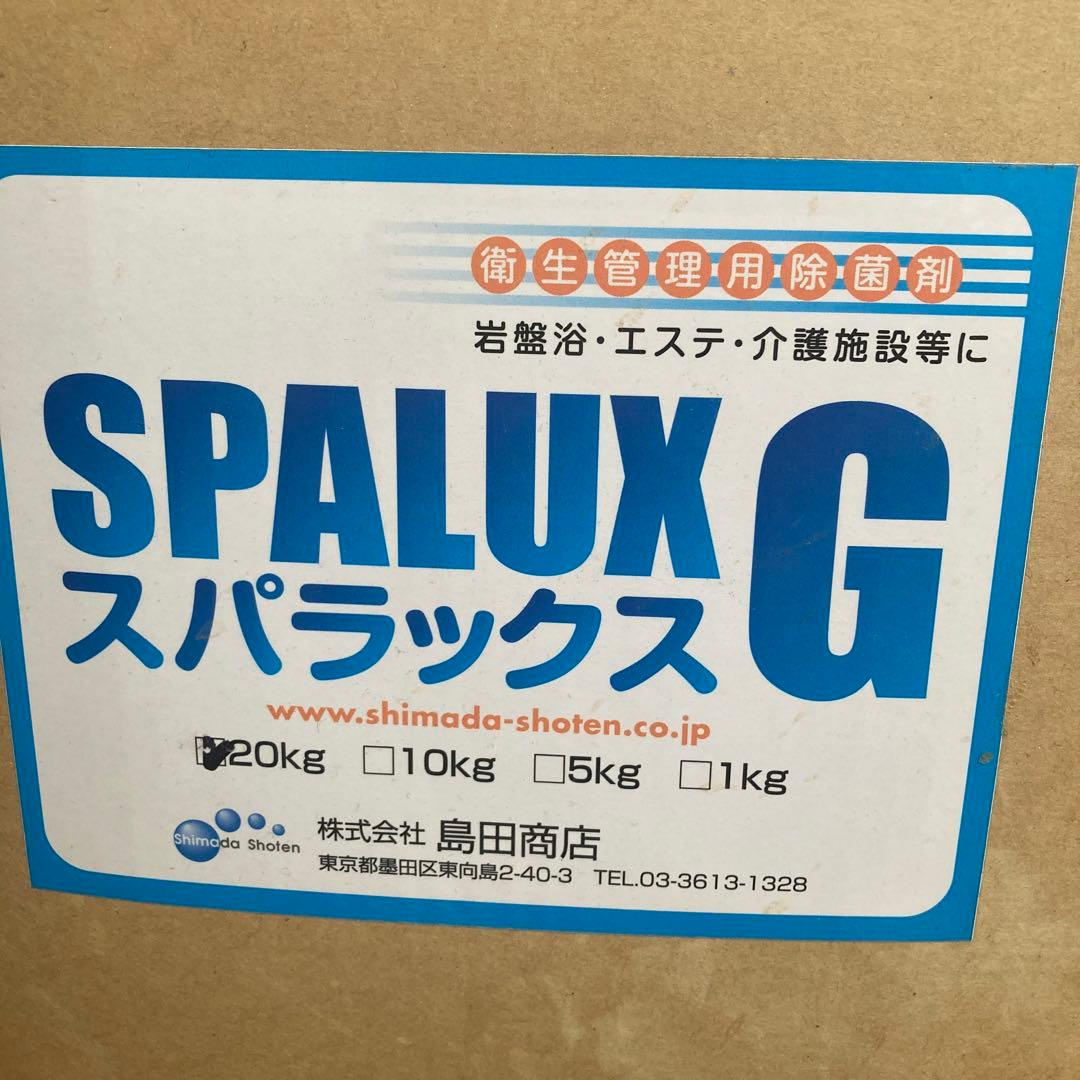 衛生管理用除菌剤
岩盤浴・エステ・介護施設等に
SPALUX G
スパラックス
www.shimada-shoten.co.jp
☑20kg □10kg □5kg □1kg
Shimada Shoten 株式会社 島田商店
東京都墨田区東向島2-40-3 TEL.03-3613-1328